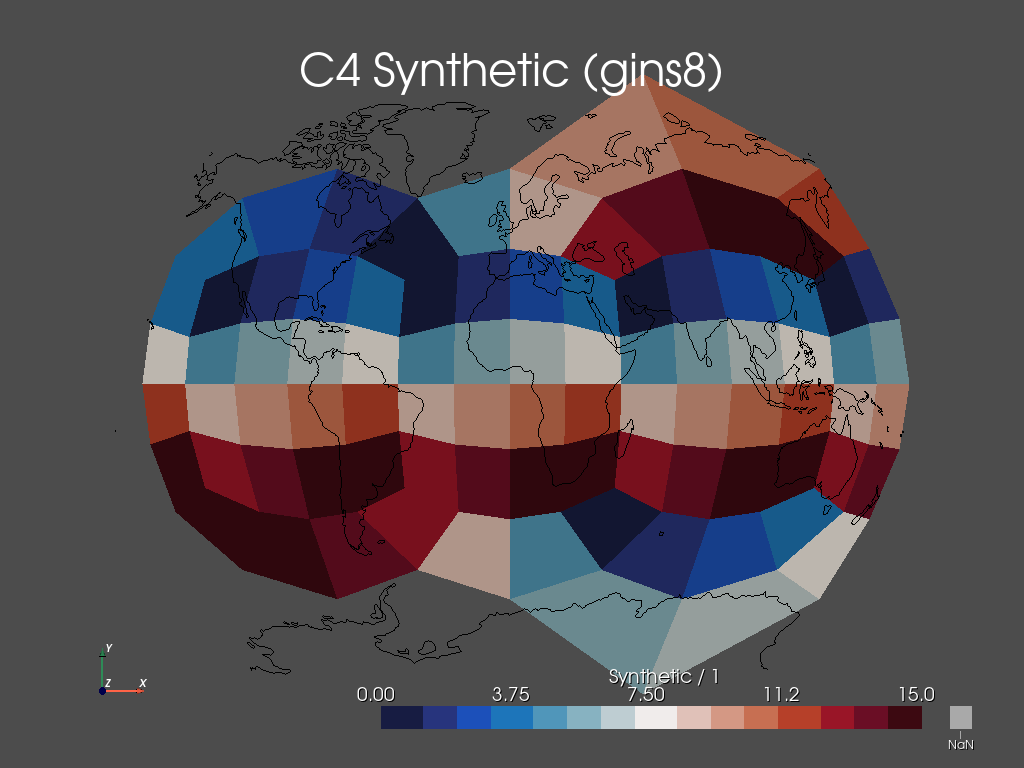 C4 Synthetic (gins8)
Y
Z X
Synthetic / 1
0.00 3.75 7.50 11.2 15.0
NaN